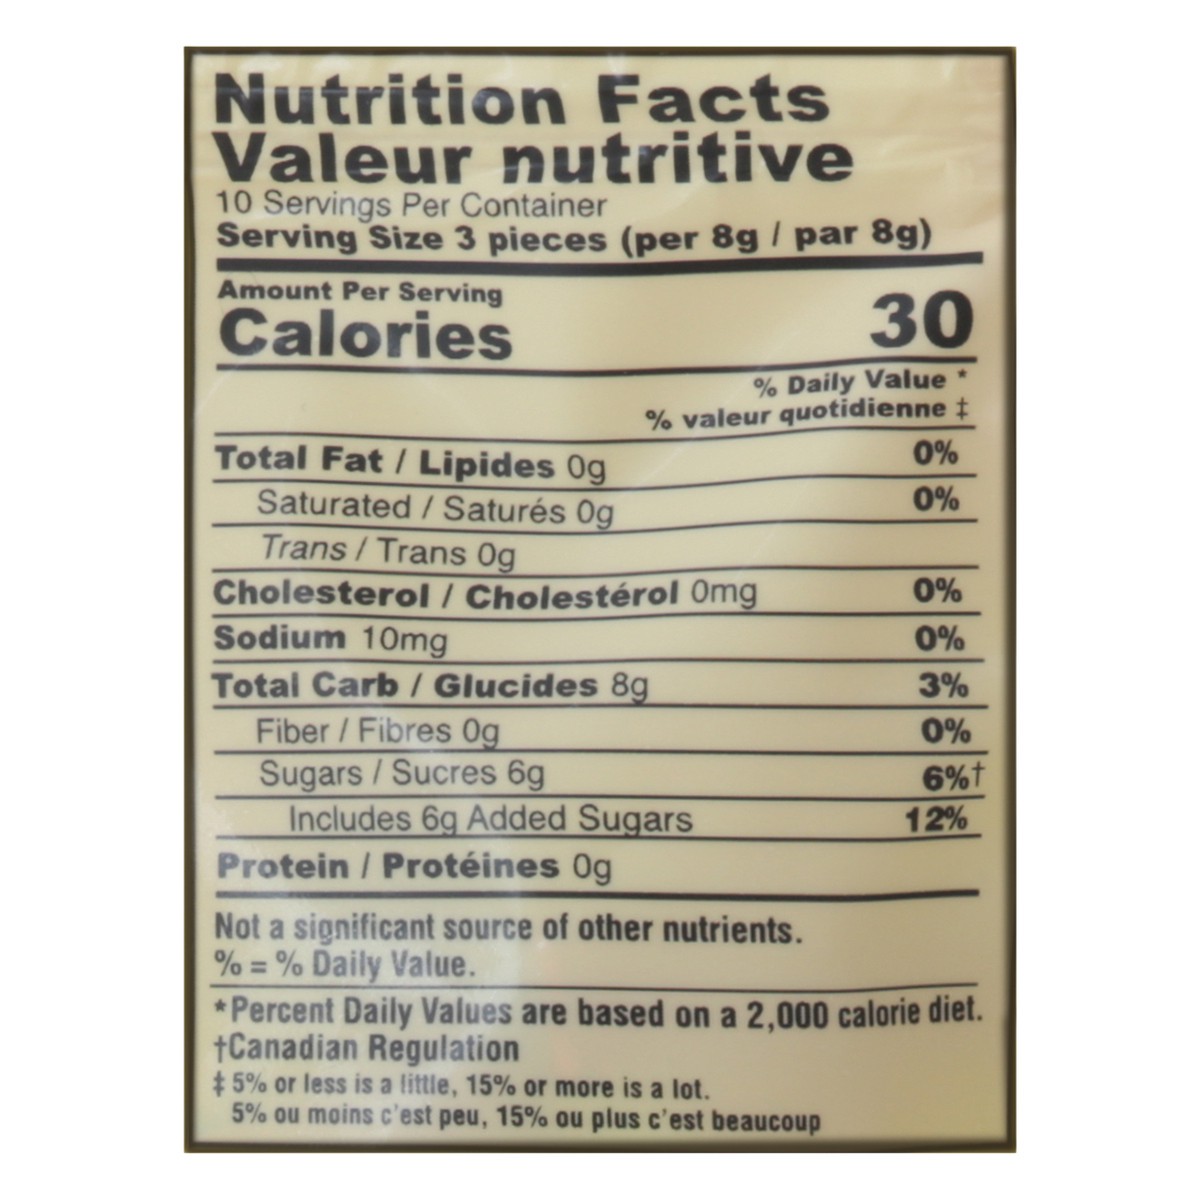 Nutrition Facts
Valeur nutritive
10 Servings Per Container
Serving Size 3 pieces (per 8g / par 8g)
Amount Per Serving
Calories 30
% Daily Value *
% valeur quotidienne ‡
Total Fat / Lipides 0g 0%
Saturated / Saturés 0g 0%
Trans / Trans 0g
Cholesterol / Cholestérol 0mg 0%
Sodium 10mg 0%
Total Carb / Glucides 8g 3%
Fiber / Fibres 0g 0%
Sugars / Sucres 6g 6%†
Includes 6g Added Sugars 12%
Protein / Protéines 0g
Not a significant source of other nutrients.
% = % Daily Value.
*Percent Daily Values are based on a 2,000 calorie diet.
†Canadian Regulation
‡ 5% or less is a little, 15% or more is a lot.
5% ou moins c'est peu, 15% ou plus c'est beaucoup